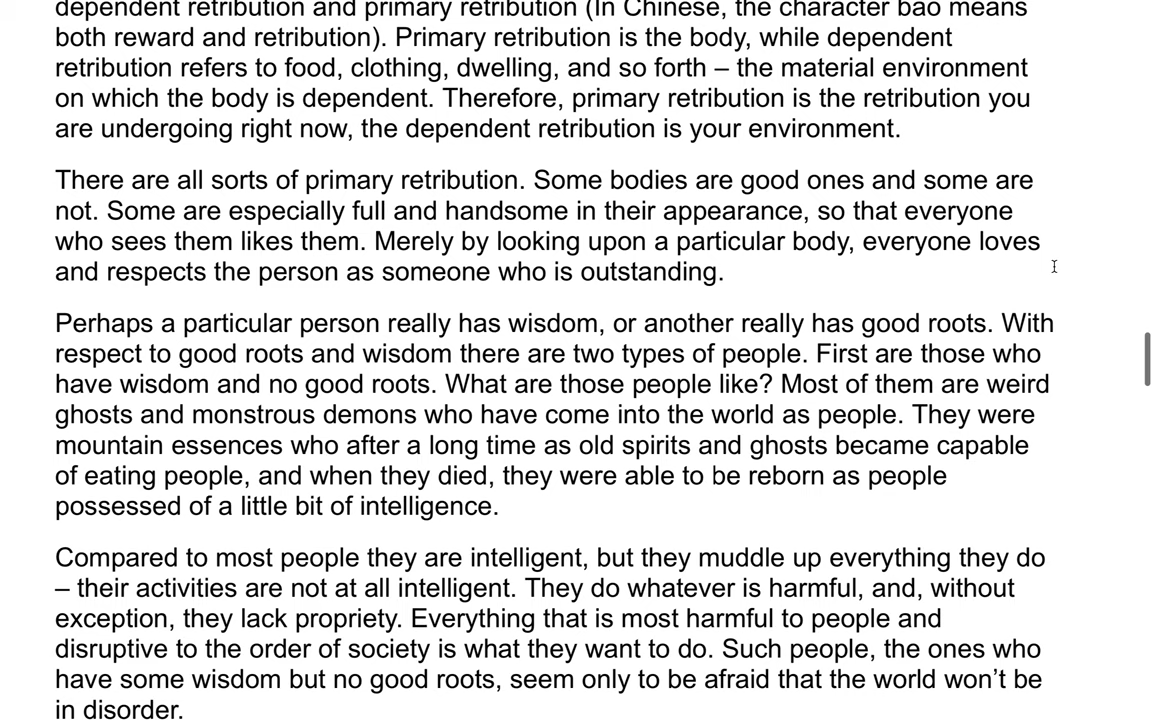 dependent retribution and primary retribution (In Chinese, the character bao means
both reward and retribution). Primary retribution is the body, while dependent
retribution refers to food, clothing, dwelling, and so forth – the material environment
on which the body is dependent. Therefore, primary retribution is the retribution you
are undergoing right now, the dependent retribution is your environment.
There are all sorts of primary retribution. Some bodies are good ones and some are
not. Some are especially full and handsome in their appearance, so that everyone
who sees them likes them. Merely by looking upon a particular body, everyone loves
and respects the person as someone who is outstanding.
Perhaps a particular person really has wisdom, or another really has good roots. With
respect to good roots and wisdom there are two types of people. First are those who
have wisdom and no good roots. What are those people like? Most of them are weird
ghosts and monstrous demons who have come into the world as people. They were
mountain essences who after a long time as old spirits and ghosts became capable
of eating people, and when they died, they were able to be reborn as people
possessed of a little bit of intelligence.
Compared to most people they are intelligent, but they muddle up everything they do
– their activities are not at all intelligent. They do whatever is harmful, and, without
exception, they lack propriety. Everything that is most harmful to people and
disruptive to the order of society is what they want to do. Such people, the ones who
have some wisdom but no good roots, seem only to be afraid that the world won’t be
in disorder.